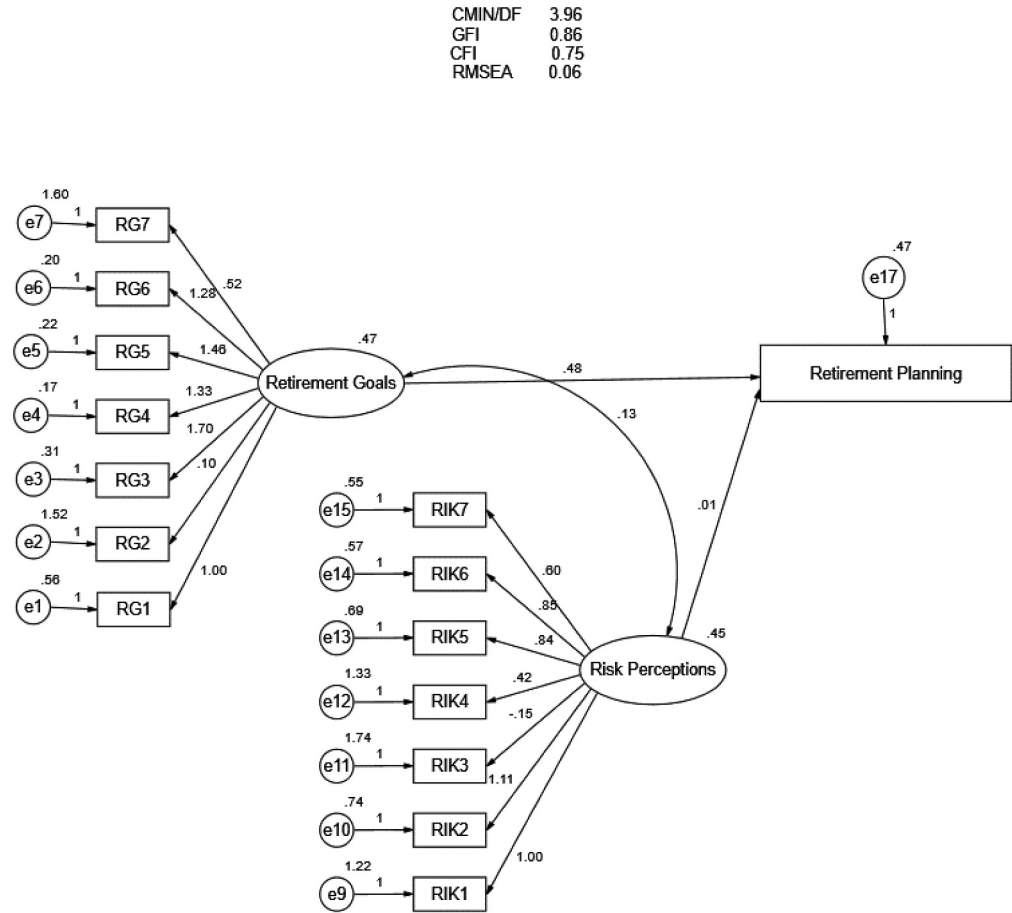 CMIN/DF 3.96
GFI 0.86
CFI 0.75
RMSEA 0.06
1.60
e7 1 RG7
.20
e6 1 RG6
.22
e5 1 RG5
.17
e4 1 RG4
.31
e3 1 RG3
1.52
e2 1 RG2
.56
e1 1 RG1
.52
1.28
1.46
1.33
1.70
.10
1.00
.47
Retirement Goals
.48
.13
.47
e17
1
Retirement Planning
.01
.55
e15 1 RIK7
.57
e14 1 RIK6
.69
e13 1 RIK5
1.33
e12 1 RIK4
1.74
e11 1 RIK3
.74
e10 1 RIK2
1.22
e9 1 RIK1
.60
.85
.84
.42
-.15
1.11
1.00
.45
Risk Perceptions